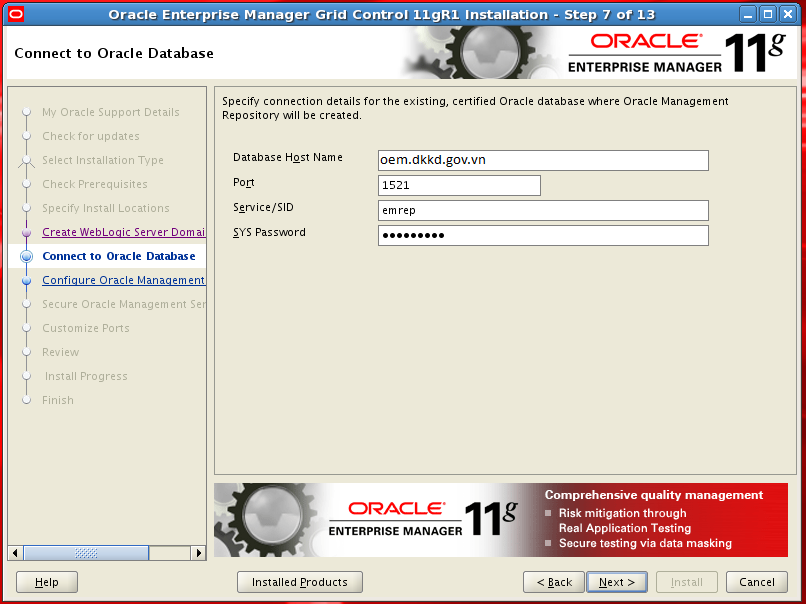 Oracle Enterprise Manager Grid Control 11gR1 Installation - Step 7 of 13
Connect to Oracle Database
ORACLE
ENTERPRISE MANAGER 11g
My Oracle Support Details
Check for updates
Select Installation Type
Check Prerequisites
Specify Install Locations
Create WebLogic Server Domai
Connect to Oracle Database
Configure Oracle Management
Secure Oracle Management Ser
Customize Ports
Review
Install Progress
Finish
Specify connection details for the existing, certified Oracle database where Oracle Management
Repository will be created.
Database Host Name oem.dkkd.gov.vn
Port 1521
Service/SID emrep
SYS Password •••••••••
ORACLE
ENTERPRISE MANAGER 11g
Comprehensive quality management
Risk mitigation through
Real Application Testing
Secure testing via data masking
Help
Installed Products
< Back
Next >
Install
Cancel